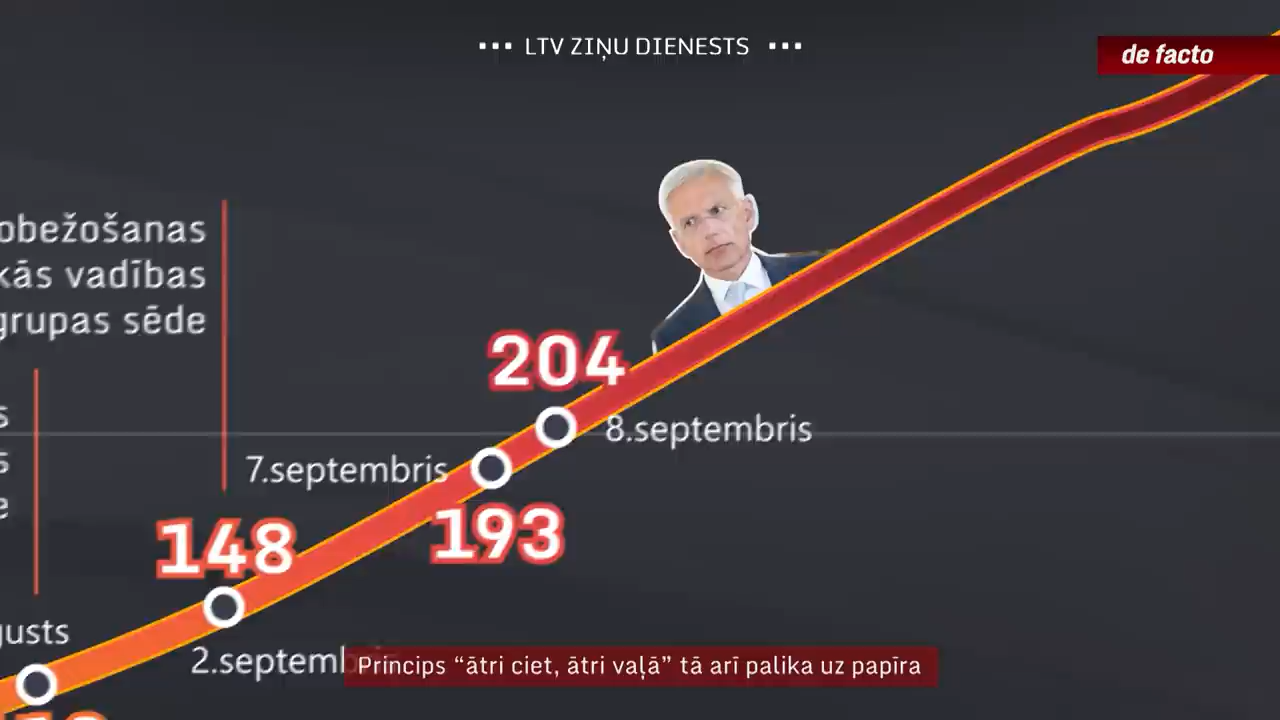 LTV ZIŅU DIENESTS
de facto
obežošanas
kās vadības
grupas sēde
204
8.septembris
7.septembris
193
148
gusts
2.septemb
Princips “ātri ciet, ātri vaļā” tā arī palika uz papīra